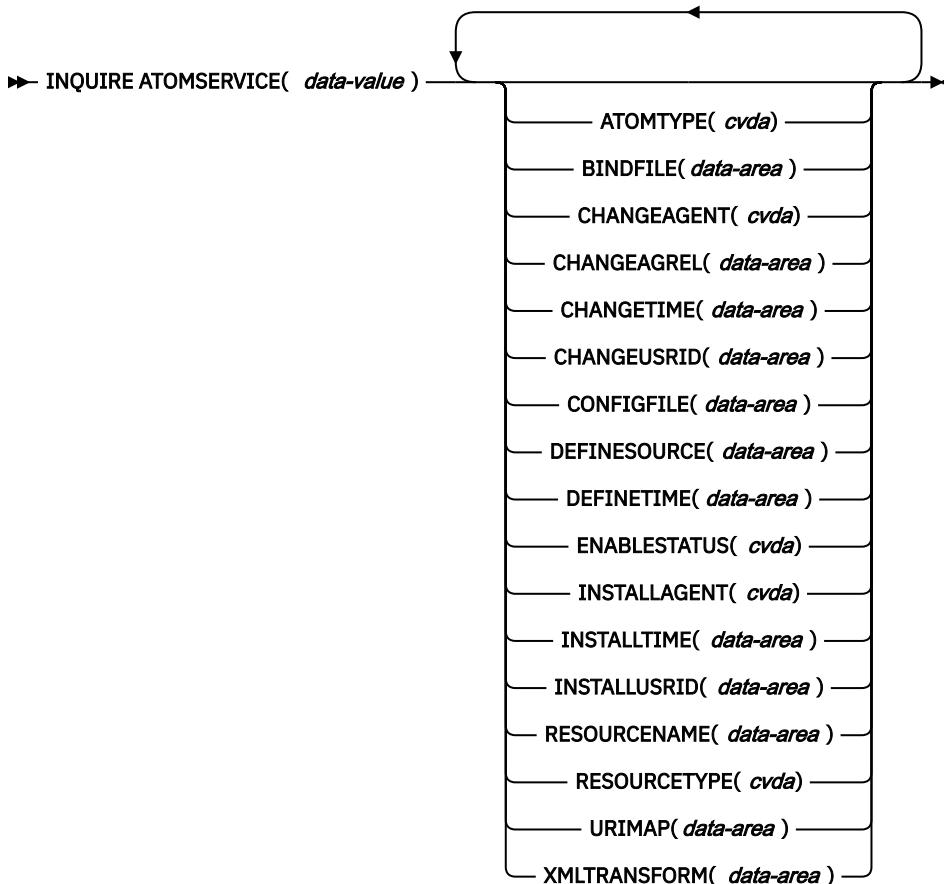 INQUIRE ATOMSERVICE( data-value )
ATOMTYPE( cvda)
BINDFILE( data-area )
CHANGEAGENT( cvda)
CHANGEAGREL( data-area )
CHANGETIME( data-area )
CHANGEUSRID( data-area )
CONFIGFILE( data-area )
DEFINESOURCE( data-area )
DEFINETIME( data-area )
ENABLESTATUS( cvda)
INSTALLAGENT( cvda)
INSTALLTIME( data-area )
INSTALLUSRID( data-area )
RESOURCENAME( data-area )
RESOURCETYPE( cvda)
URIMAP( data-area )
XMLTRANSFORM( data-area )